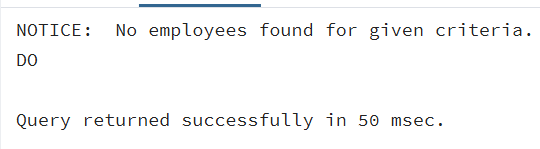 NOTICE:  No employees found for given criteria.
DO
Query returned successfully in 50 msec.